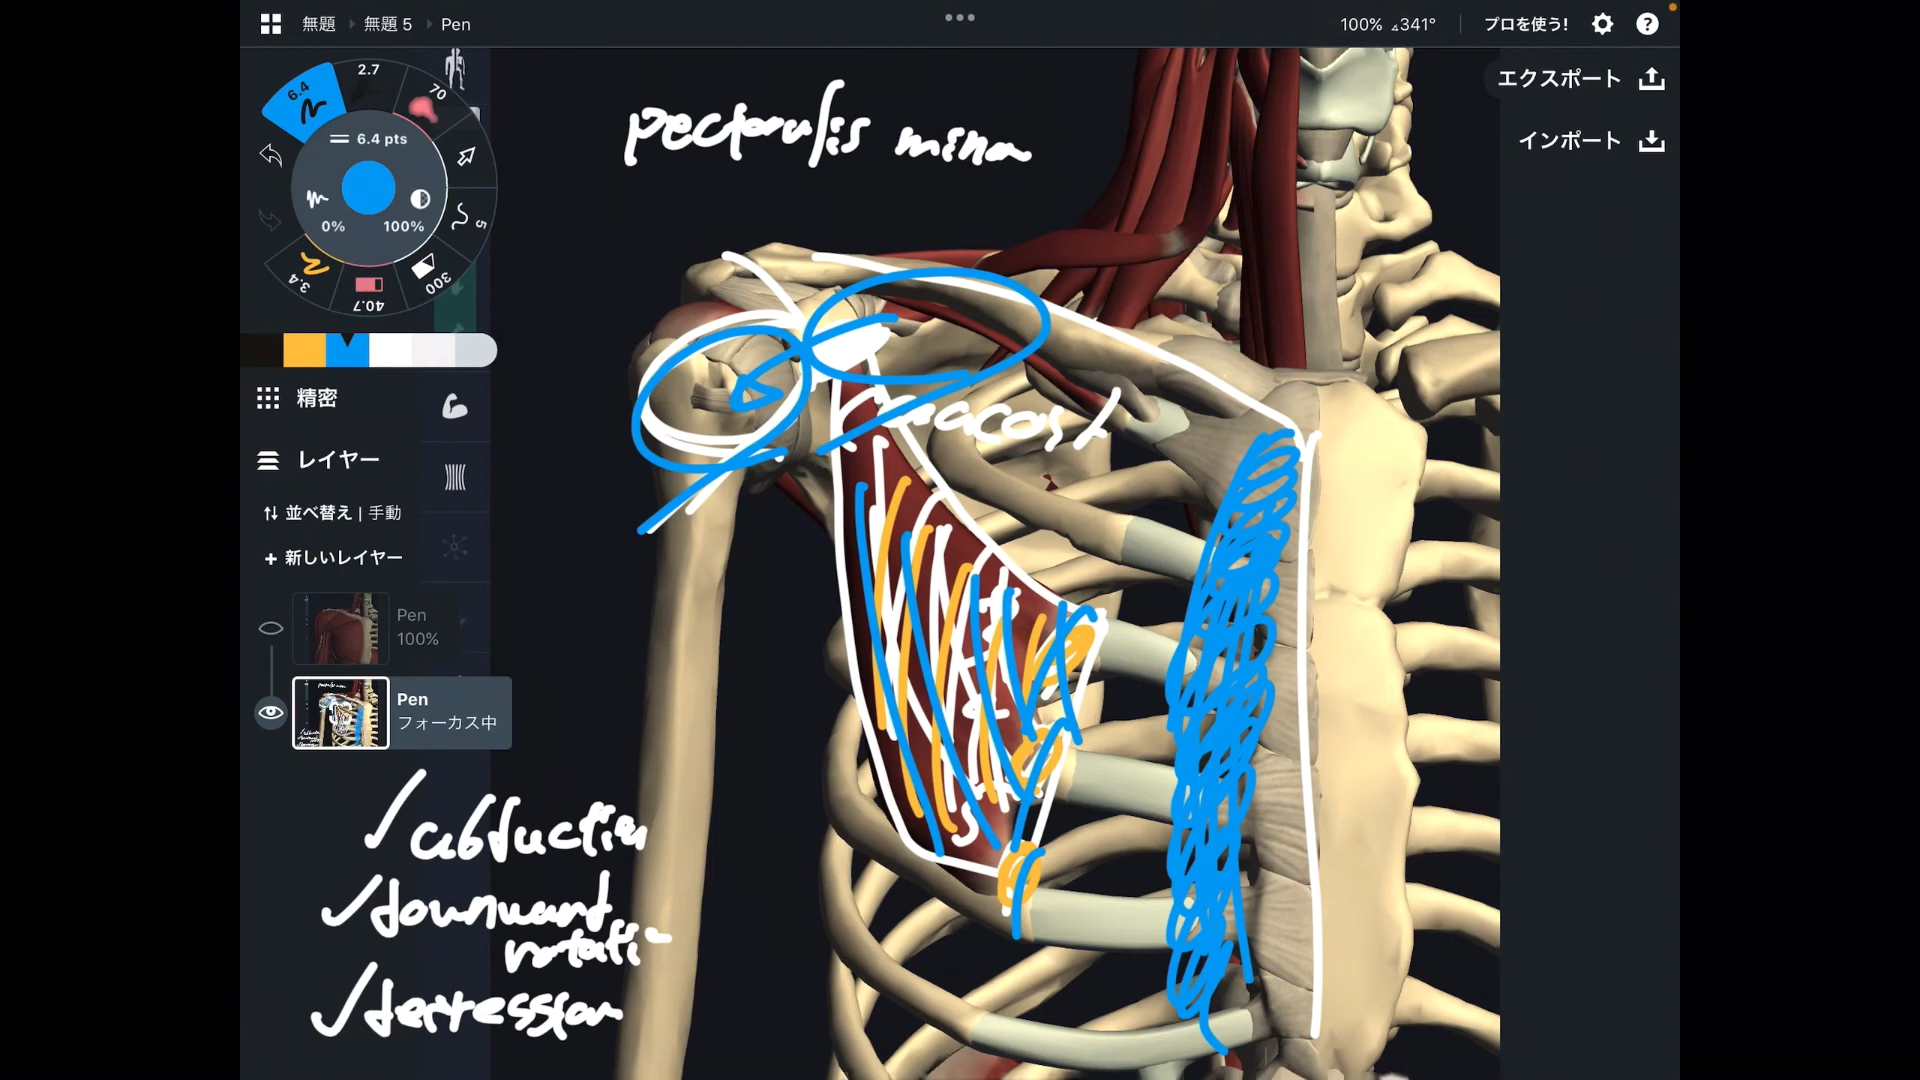 無題 無題 5 Pen
100% ⊿341°
プロを使う!
エクスポート
インポート
2.7
6.4
70
6.4 pts
0% 100%
5
3.4
40.7
300
精密
レイヤー
並べ替え | 手動
+ 新しいレイヤー
Pen
100%
Pen
フォーカス中
pectoralis minor
abduction
downward
rotation
depression